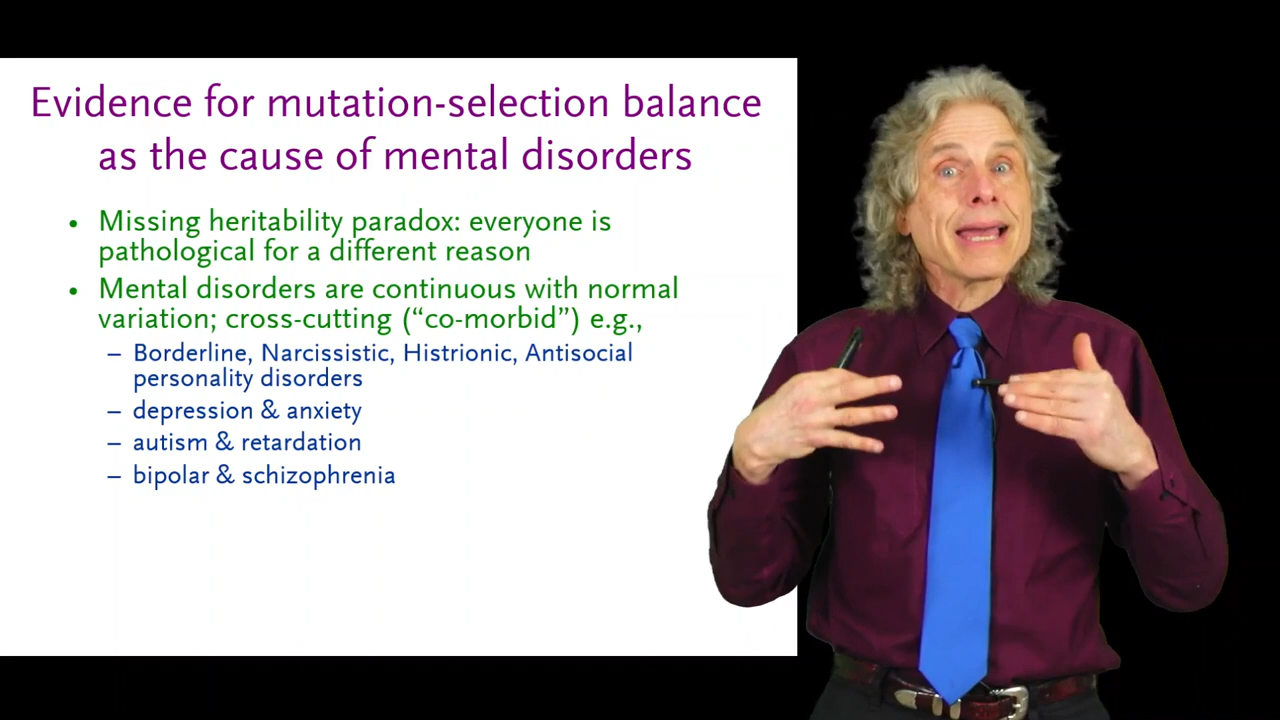 Evidence for mutation-selection balance
as the cause of mental disorders
• Missing heritability paradox: everyone is
pathological for a different reason
• Mental disorders are continuous with normal
variation; cross-cutting (“co-morbid”) e.g.,
– Borderline, Narcissistic, Histrionic, Antisocial
personality disorders
– depression & anxiety
– autism & retardation
– bipolar & schizophrenia